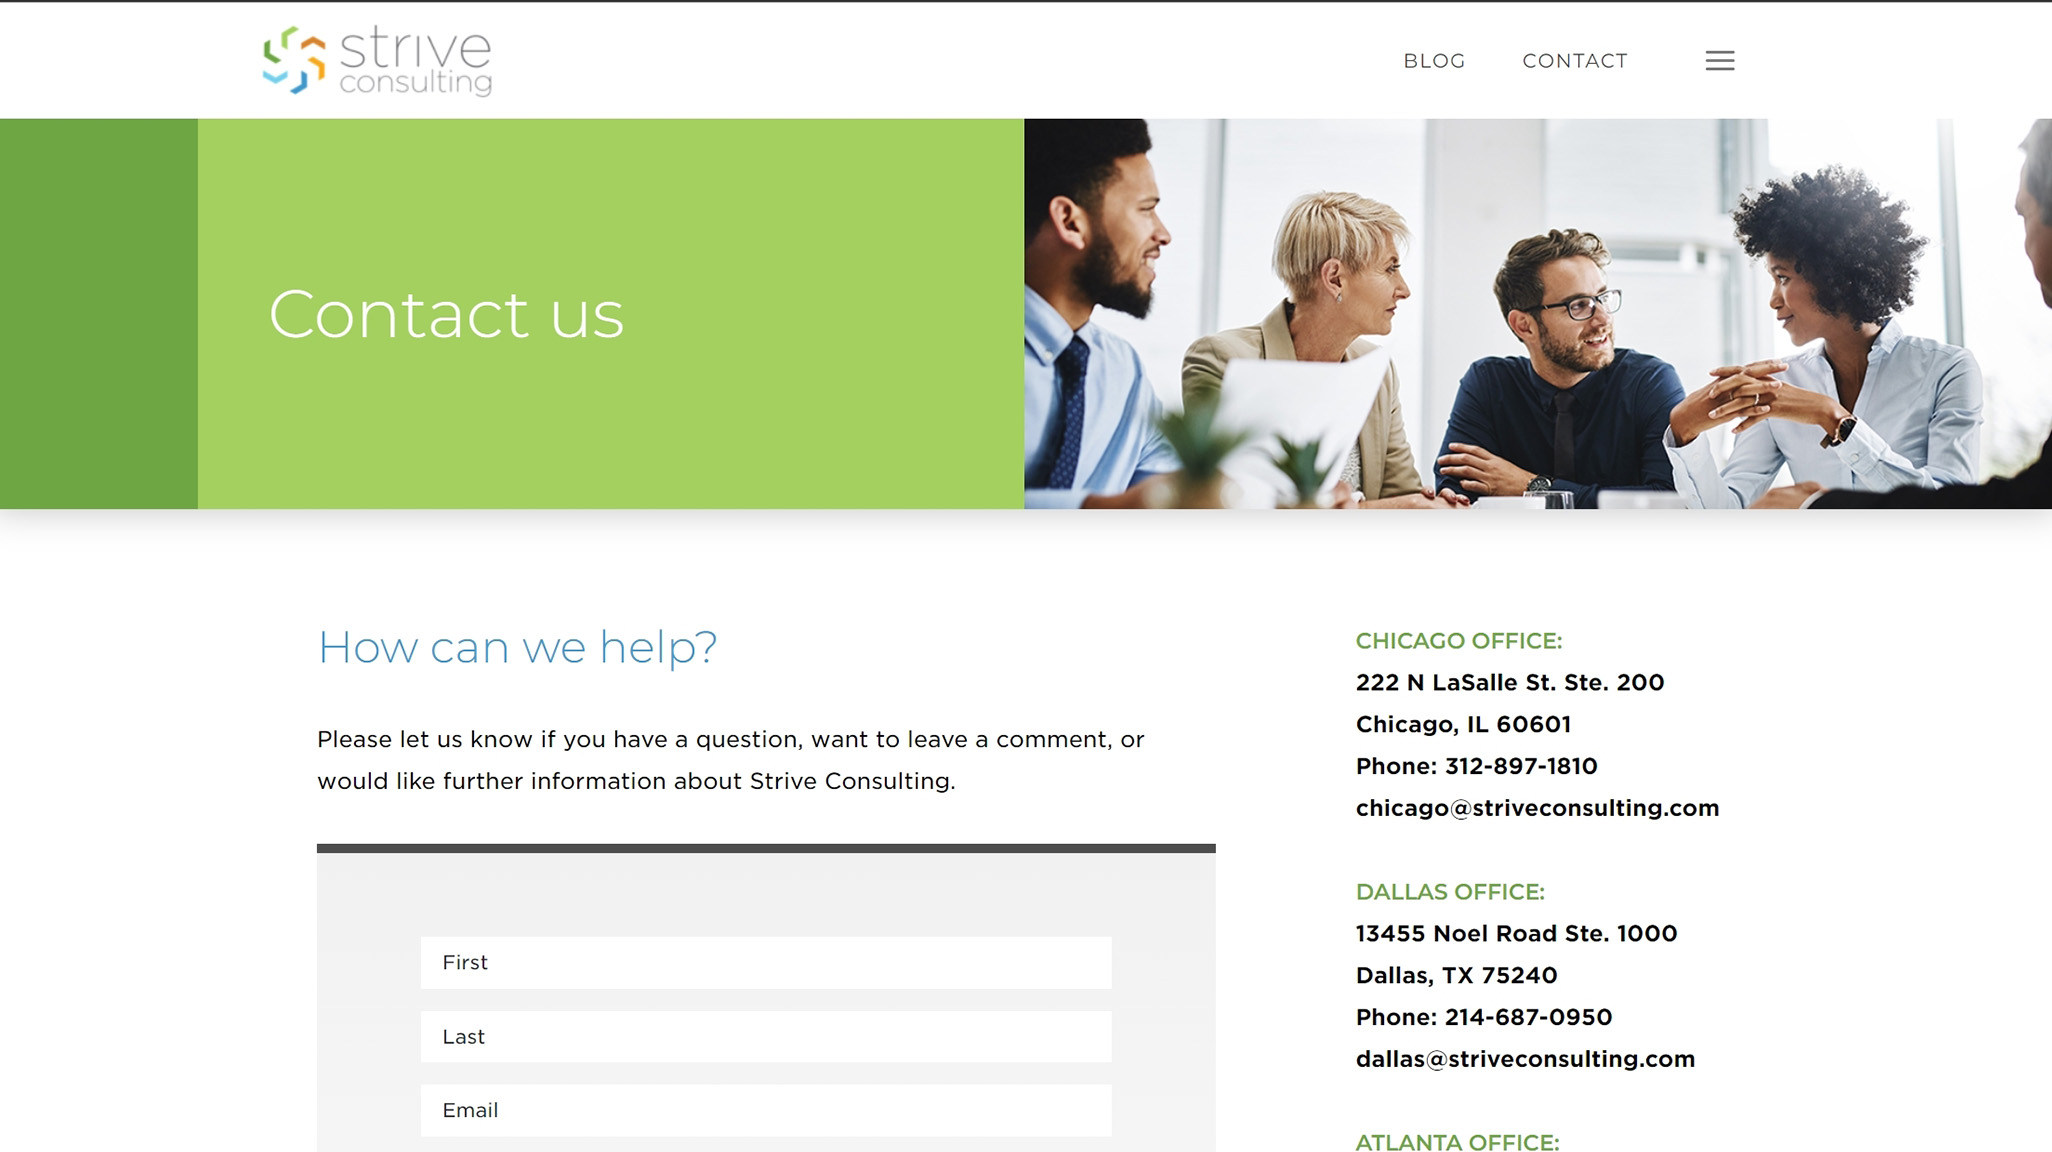 strive
consulting
BLOG
CONTACT
Contact us
How can we help?
Please let us know if you have a question, want to leave a comment, or
would like further information about Strive Consulting.
First
Last
Email
CHICAGO OFFICE:
222 N LaSalle St. Ste. 200
Chicago, IL 60601
Phone: 312-897-1810
chicago@striveconsulting.com
DALLAS OFFICE:
13455 Noel Road Ste. 1000
Dallas, TX 75240
Phone: 214-687-0950
dallas@striveconsulting.com
ATLANTA OFFICE: